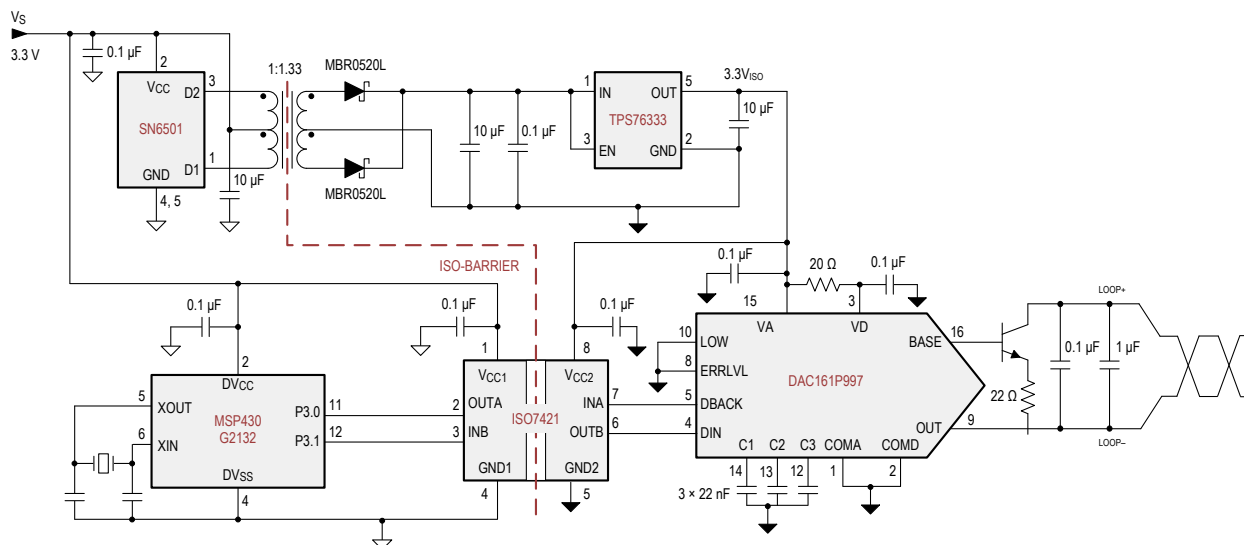 VS
3.3 V
0.1 µF
2
VCC
D2
3
SN6501
D1
1
GND
4, 5
10 µF
1:1.33
MBR0520L
MBR0520L
10 µF
0.1 µF
1
IN
OUT
5
TPS76333
3
EN
GND
2
3.3VISO
10 µF
ISO-BARRIER
0.1 µF
0.1 µF
0.1 µF
0.1 µF
20 Ω
0.1 µF
2
DVCC
5
XOUT
6
XIN
MSP430
G2132
P3.0
11
P3.1
12
DVSS
4
1
VCC1
2
OUTA
3
INB
GND1
4
ISO7421
8
VCC2
INA
7
OUTB
6
GND2
5
15
VA
3
VD
10
LOW
8
ERRLVL
5
DBACK
4
DIN
DAC161P997
BASE
16
OUT
9
C1
C2
C3
COMA
COMD
14
13
12
1
2
3 × 22 nF
22 Ω
0.1 µF
1 µF
LOOP+
LOOP–